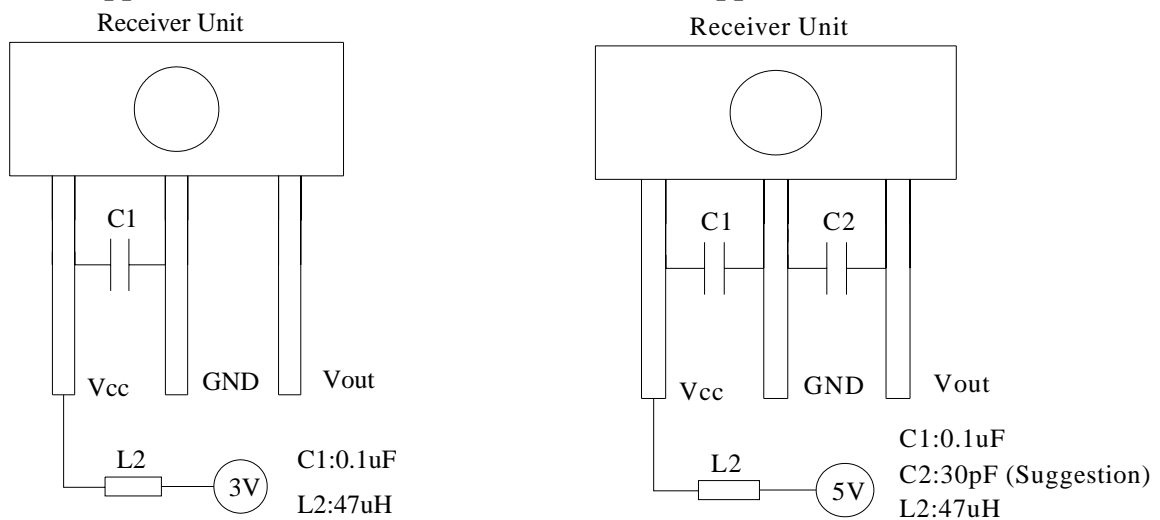 Receiver Unit
C1
Vcc
GND
Vout
L2
3V
C1:0.1uF
L2:47uH
Receiver Unit
C1
C2
Vcc
GND
Vout
L2
5V
C1:0.1uF
C2:30pF (Suggestion)
L2:47uH